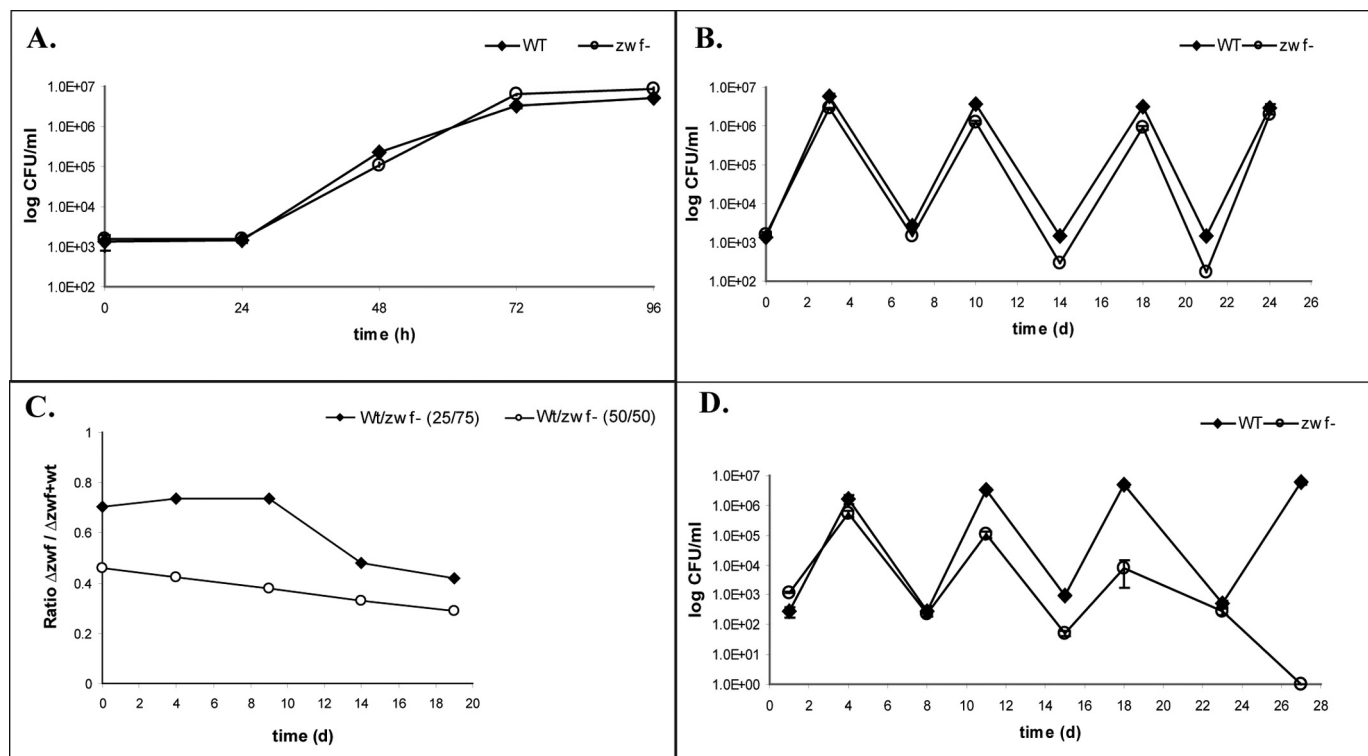 A.
WT zwf-
log CFU/ml
1.0E+07
1.0E+06
1.0E+05
1.0E+04
1.0E+03
1.0E+02
0 24 48 72 96
time (h)
B.
WT zwf-
log CFU/ml
1.0E+07
1.0E+06
1.0E+05
1.0E+04
1.0E+03
1.0E+02
0 2 4 6 8 10 12 14 16 18 20 22 24 26
time (d)
C.
Wt/zwf- (25/75) Wt/zwf- (50/50)
Ratio Δzwf / Δzwf+wt
1
0.8
0.6
0.4
0.2
0
0 4 4 6 9 10 14 14 19 18 20
time (d)
D.
WT zwf-
log CFU/ml
1.0E+07
1.0E+06
1.0E+05
1.0E+04
1.0E+03
1.0E+02
1.0E+01
1.0E+00
0 2 4 6 8 10 12 14 16 18 20 22 24 26 28
time (d)